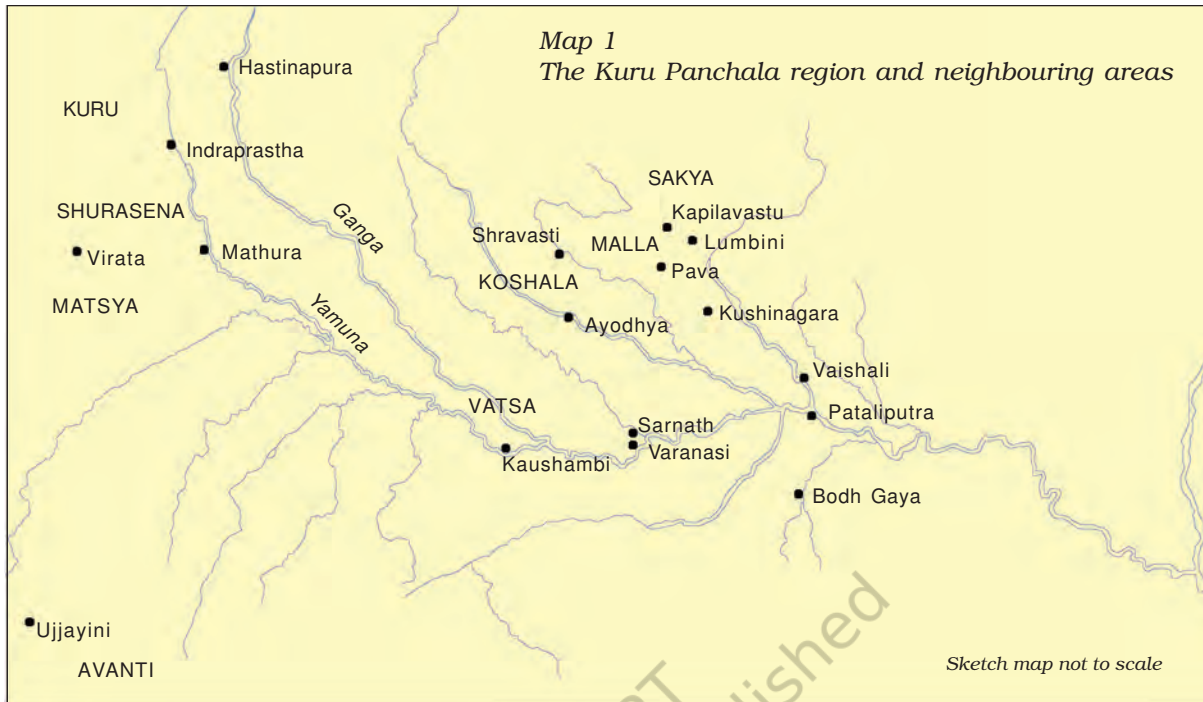 Map 1
The Kuru Panchala region and neighbouring areas
Hastinapura
KURU
Indraprastha
SAKYA
Kapilavastu
SHURASENA
Ganga
Shravasti
MALLA
Lumbini
Virata
Mathura
Pava
KOSHALA
MATSYA
Yamuna
Ayodhya
Kushinagara
Vaishali
VATSA
Pataliputra
Sarnath
Varanasi
Kaushambi
Bodh Gaya
Ujjayini
AVANTI
Sketch map not to scale